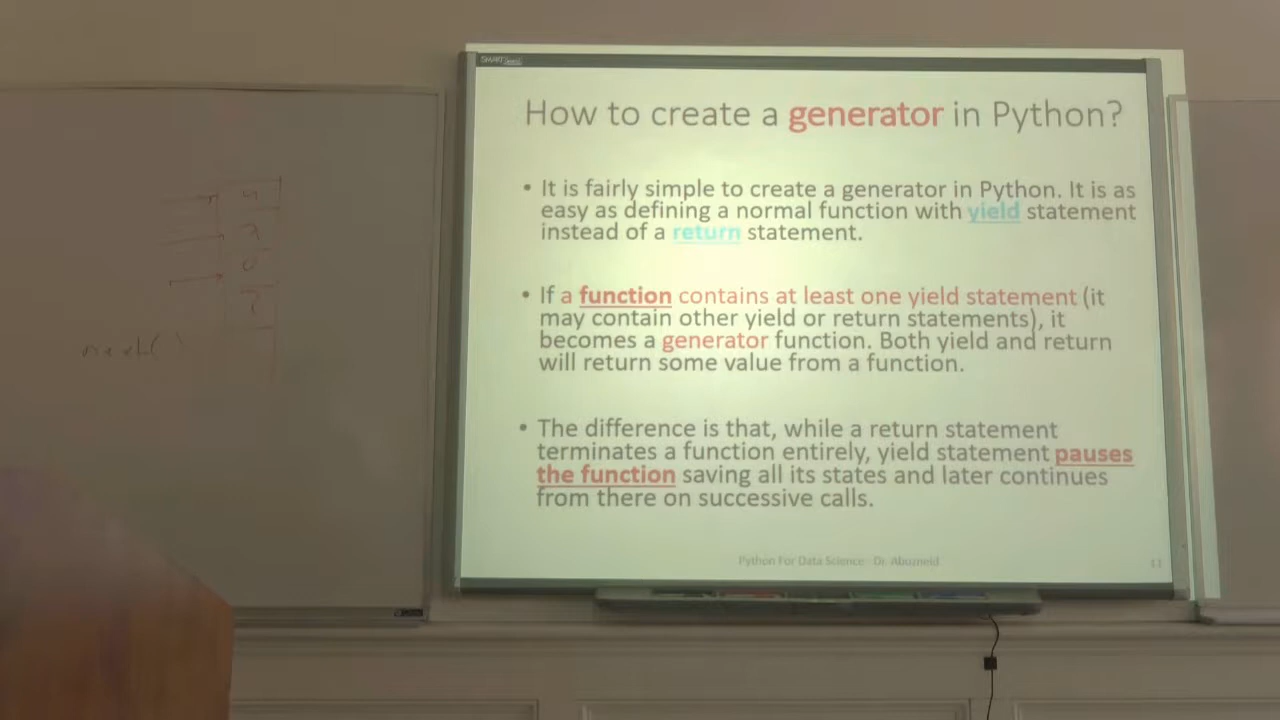 SMART Board
How to create a generator in Python?
• It is fairly simple to create a generator in Python. It is as
easy as defining a normal function with yield statement
instead of a return statement.
• If a function contains at least one yield statement (it
may contain other yield or return statements), it
becomes a generator function. Both yield and return
will return some value from a function.
• The difference is that, while a return statement
terminates a function entirely, yield statement pauses
the function saving all its states and later continues
from there on successive calls.
Python For Data Science - Dr. Abuzneid
11
next( )